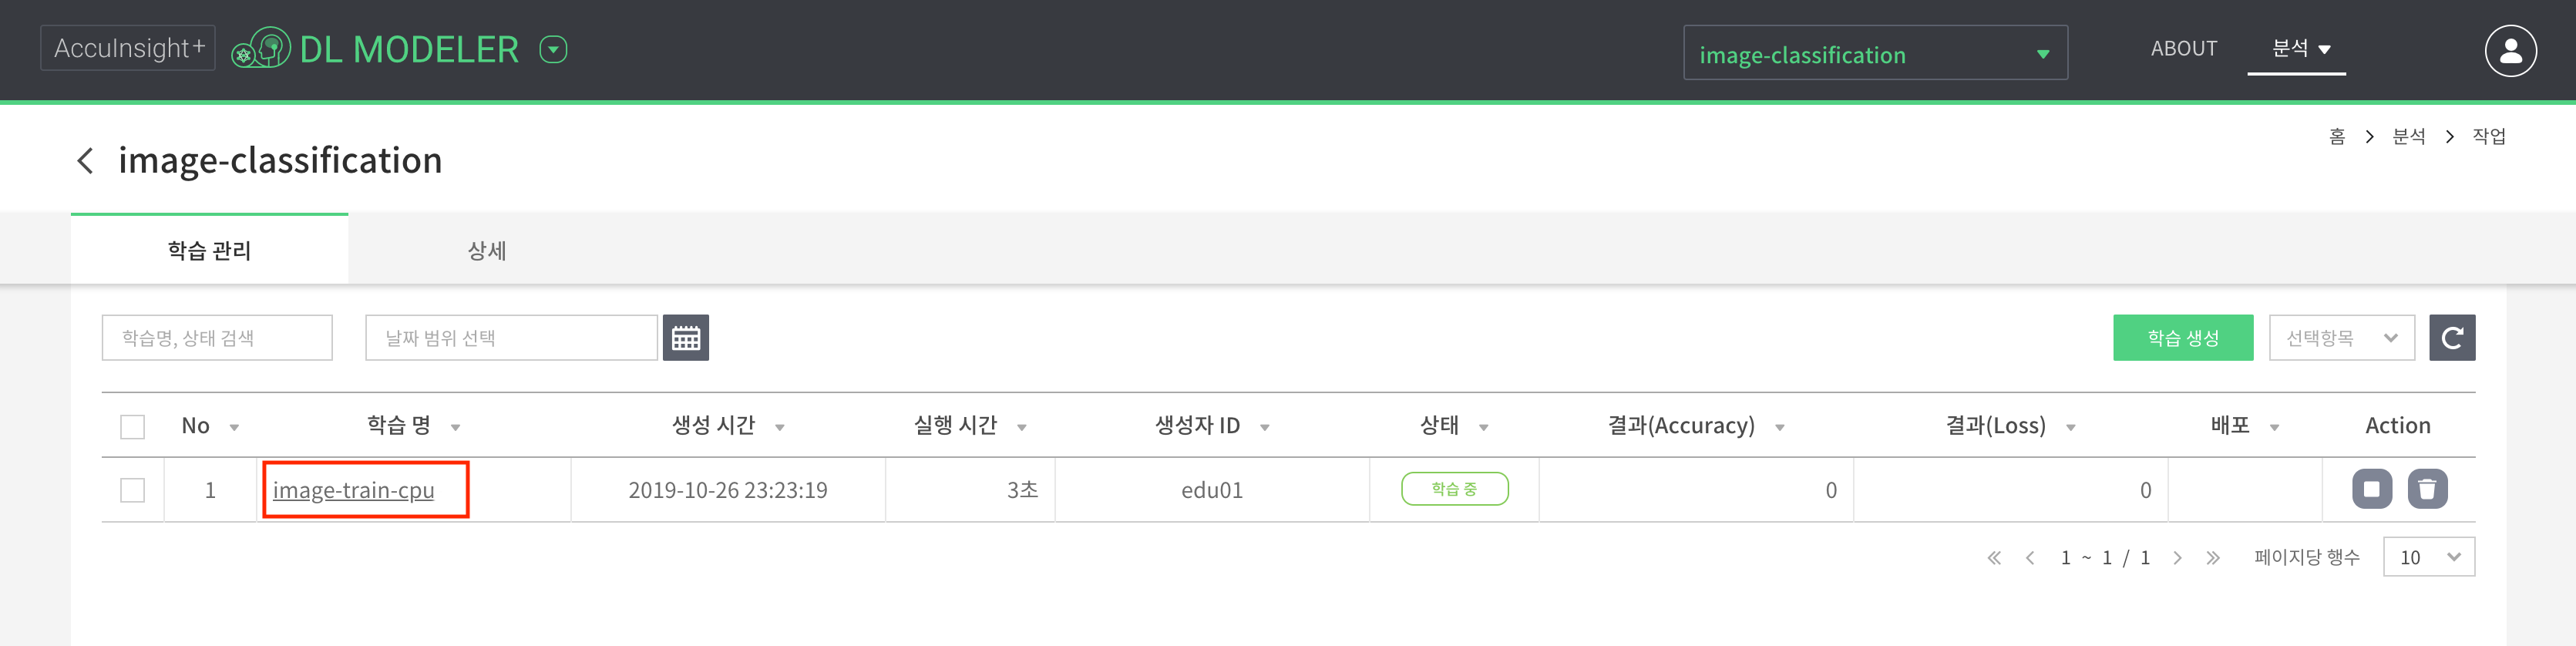 AccuInsight+ DL MODELER image-classification ABOUT 분석
홈 > 분석 > 작업
image-classification
학습 관리 상세
학습명, 상태 검색 날짜 범위 선택 학습 생성 선택항목
No 학습 명 생성 시간 실행 시간 생성자 ID 상태 결과(Accuracy) 결과(Loss) 배포 Action
1 image-train-cpu 2019-10-26 23:23:19 3초 edu01 학습 중 0 0
1 ~ 1 / 1 페이지당 행수 10